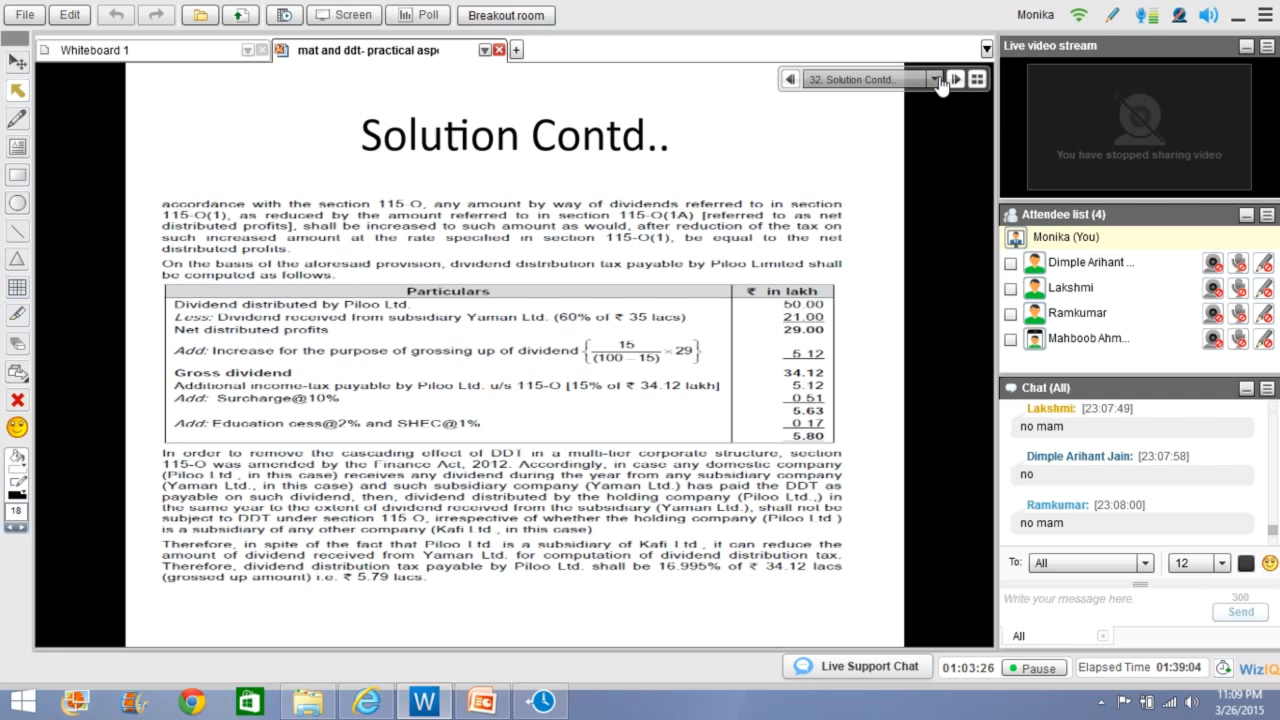 File Edit Screen Poll Breakout room Monika
Whiteboard 1 mat and ddt- practical aspe
Live video stream
32. Solution Contd..
You have stopped sharing video
Solution Contd..
accordance with the section 115-O, any amount by way of dividends referred to in section
115-O(1), as reduced by the amount referred to in section 115-O(1A) [referred to as net
distributed profits], shall be increased to such amount as would, after reduction of the tax on
such increased amount at the rate specified in section 115-O(1), be equal to the net
distributed profits.
On the basis of the aforesaid provision, dividend distribution tax payable by Piloo Limited shall
be computed as follows.
Particulars ₹ in lakh
Dividend distributed by Piloo Ltd. 50.00
Less: Dividend received from subsidiary Yaman Ltd. (60% of ₹ 35 lacs) 21.00
Net distributed profits 29.00
Add: Increase for the purpose of grossing up of dividend {15/(100 – 15) × 29} 5 12
Gross dividend 34.12
Additional income-tax payable by Piloo Ltd. u/s 115-O [15% of ₹ 34.12 lakh] 5.12
Add: Surcharge@10% 0.51
5.63
Add: Education cess@2% and SHEC@1% 0 17
5.80
In order to remove the cascading effect of DDT in a multi-tier corporate structure, section
115-O was amended by the Finance Act, 2012. Accordingly, in case any domestic company
(Piloo Ltd , in this case) receives any dividend during the year from any subsidiary company
(Yaman Ltd., in this case) and such subsidiary company (Yaman Ltd.) has paid the DDT as
payable on such dividend, then, dividend distributed by the holding company (Piloo Ltd.,) in
the same year to the extent of dividend received from the subsidiary (Yaman Ltd.), shall not be
subject to DDT under section 115 O, irrespective of whether the holding company (Piloo Ltd )
is a subsidiary of any other company (Kafi Ltd , in this case)
Therefore, in spite of the fact that Piloo Ltd is a subsidiary of Kafi Ltd , it can reduce the
amount of dividend received from Yaman Ltd. for computation of dividend distribution tax.
Therefore, dividend distribution tax payable by Piloo Ltd. shall be 16.995% of ₹ 34.12 lacs
(grossed up amount) i.e. ₹ 5.79 lacs.
18
Attendee list (4)
Monika (You)
Dimple Arihant ...
Lakshmi
Ramkumar
Mahboob Ahm...
Chat (All)
Lakshmi: [23:07:49]
no mam
Dimple Arihant Jain: [23:07:58]
no
Ramkumar: [23:08:00]
no mam
To: All 12
Write your message here. 300
Send
All
Live Support Chat 01:03:26 Pause Elapsed Time 01:39:04 WizIQ
11:09 PM
3/26/2015